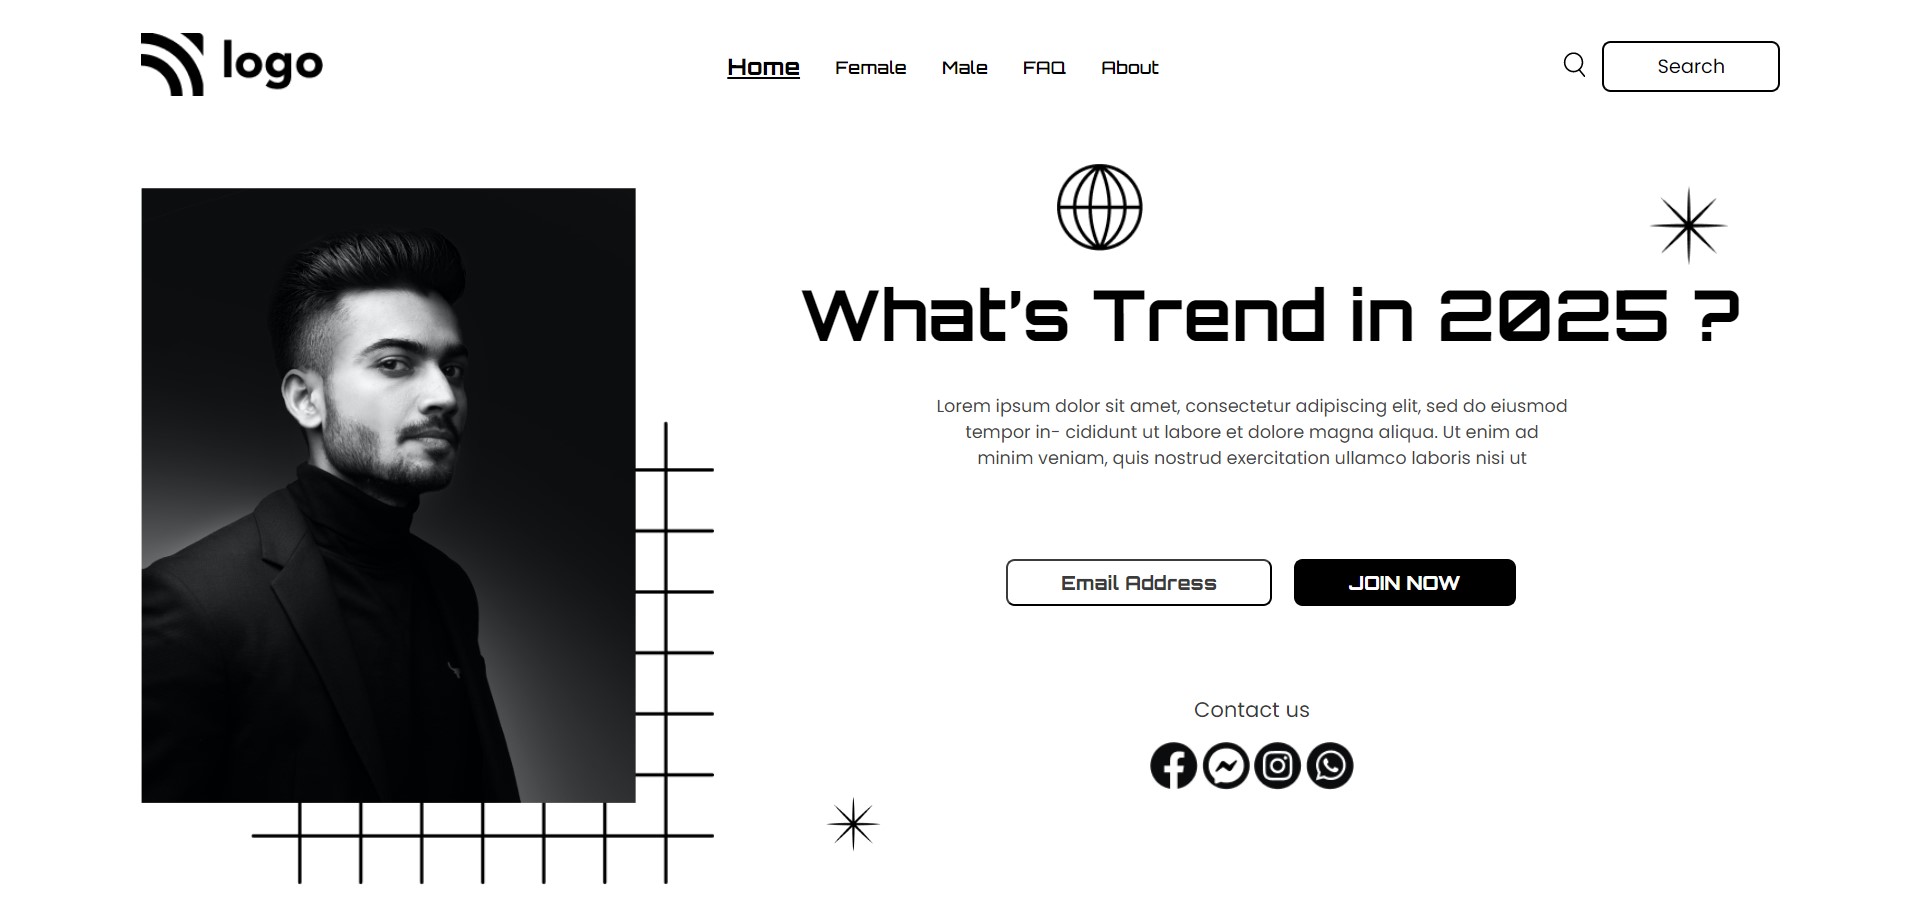 logo
Home Female Male FAQ About
Search
What's Trend in 2025 ?
Lorem ipsum dolor sit amet, consectetur adipiscing elit, sed do eiusmod
tempor in- cididunt ut labore et dolore magna aliqua. Ut enim ad
minim veniam, quis nostrud exercitation ullamco laboris nisi ut
Email Address
JOIN NOW
Contact us